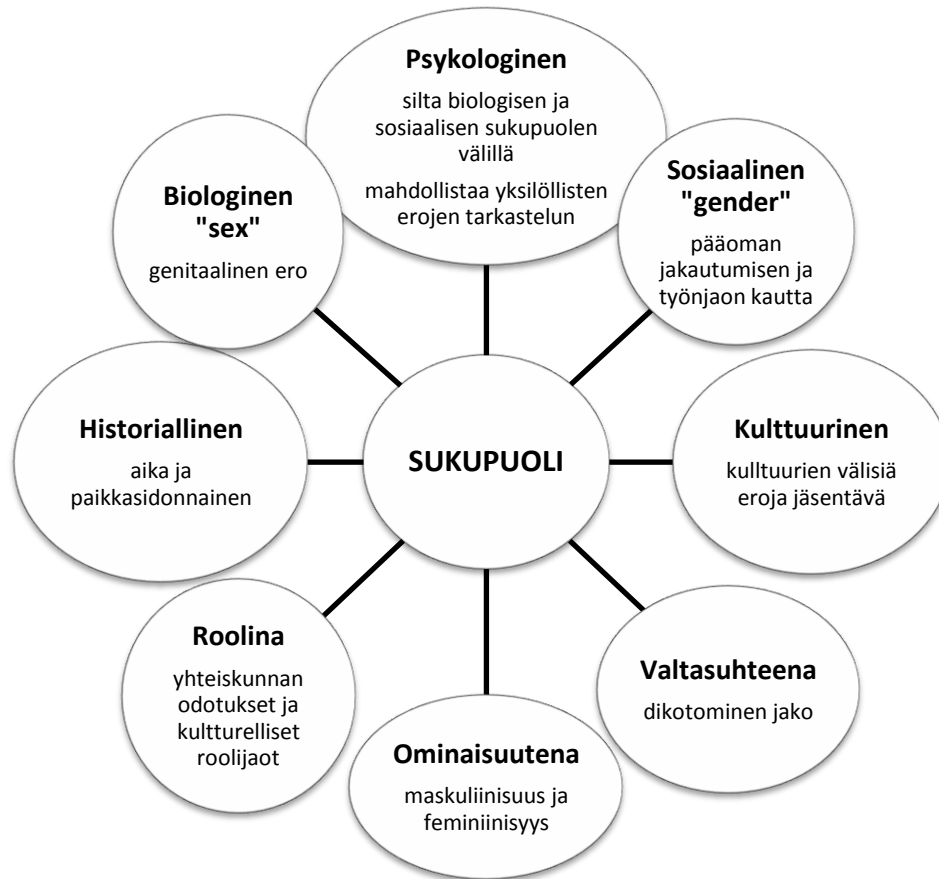 Psykologinen
silta biologisen ja
sosiaalisen sukupuolen
välillä
mahdollistaa yksilöllisten
erojen tarkastelun
Sosiaalinen
"gender"
pääoman
jakautumisen ja
työnjaon kautta
Kulttuurinen
kulltuurien välisiä
eroja jäsentävä
Valtasuhteena
dikotominen jako
Ominaisuutena
maskuliinisuus ja
feminiinisyys
Roolina
yhteiskunnan
odotukset ja
kultturelliset
roolijaot
Historiallinen
aika ja
paikkasidonnainen
Biologinen
"sex"
genitaalinen ero
SUKUPUOLI